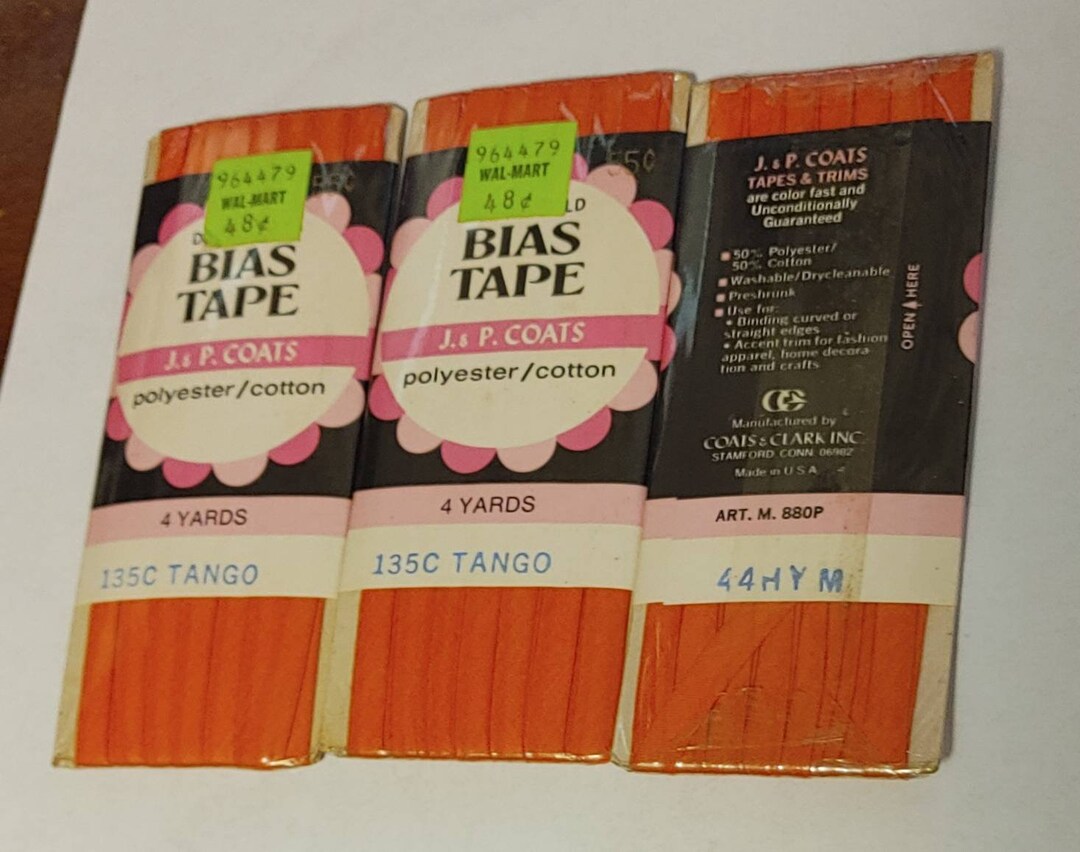 964479
WAL-MART
48¢
BIAS
TAPE
J. & P. COATS
polyester/cotton
4 YARDS
135C TANGO
964479
WAL-MART
48¢
55¢
LD
BIAS
TAPE
J. & P. COATS
polyester/cotton
4 YARDS
135C TANGO
J. & P. COATS
TAPES & TRIMS
are color fast and
Unconditionally
Guaranteed
50% Polyester/
50% Cotton
Washable/Drycleanable
Preshrunk
Use for:
• Binding curved or
straight edges
• Accent trim for fashion
apparel, home decora-
tion and crafts
OPEN HERE
Manufactured by
COATS & CLARK INC.
STAMFORD, CONN. 06902
Made in U.S.A.
ART. M. 880P
44HYM